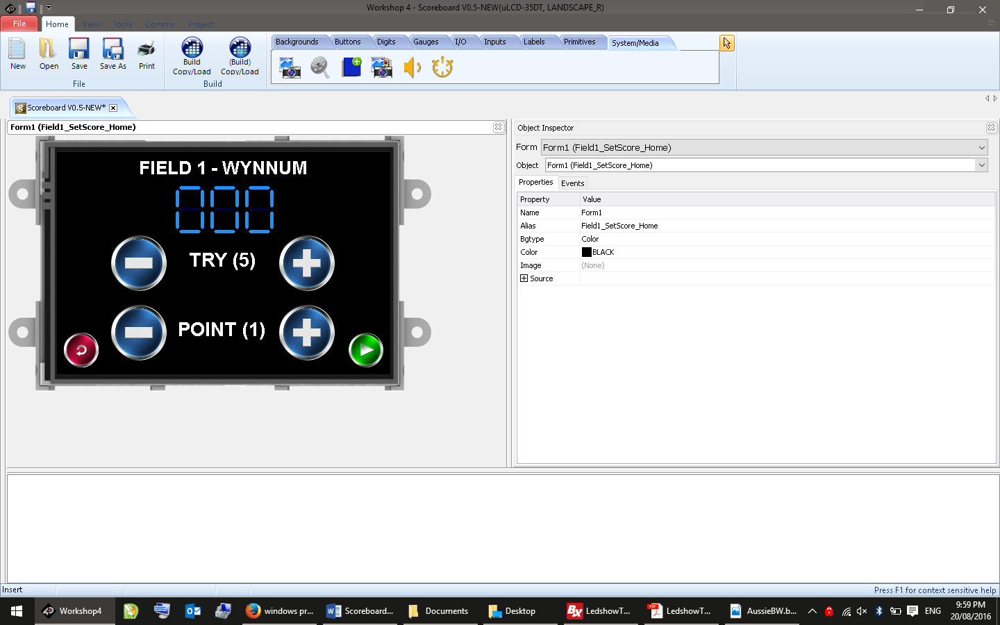 Workshop 4 - Scoreboard V0.5-NEW(uLCD-35DT, LANDSCAPE_R)
File Home View Tools Comms Project
New Open Save Save As Print
Build Copy/Load
(Build) Copy/Load
File Build
Backgrounds Buttons Digits Gauges I/O Inputs Labels Primitives System/Media
Scoreboard V0.5-NEW*
Form1 (Field1_SetScore_Home)
FIELD 1 - WYNNUM
000
TRY (5)
POINT (1)
Object Inspector
Form Form1 (Field1_SetScore_Home)
Object Form1 (Field1_SetScore_Home)
Properties Events
Property Value
Name Form1
Alias Field1_SetScore_Home
Bgtype Color
Color BLACK
Image (None)
Source
Insert
Press F1 for context sensitive help
Workshop4 windows pr... Scoreboard... Documents Desktop LedshowT... LedshowT... AussieBW.b... ENG
9:59 PM
20/08/2016